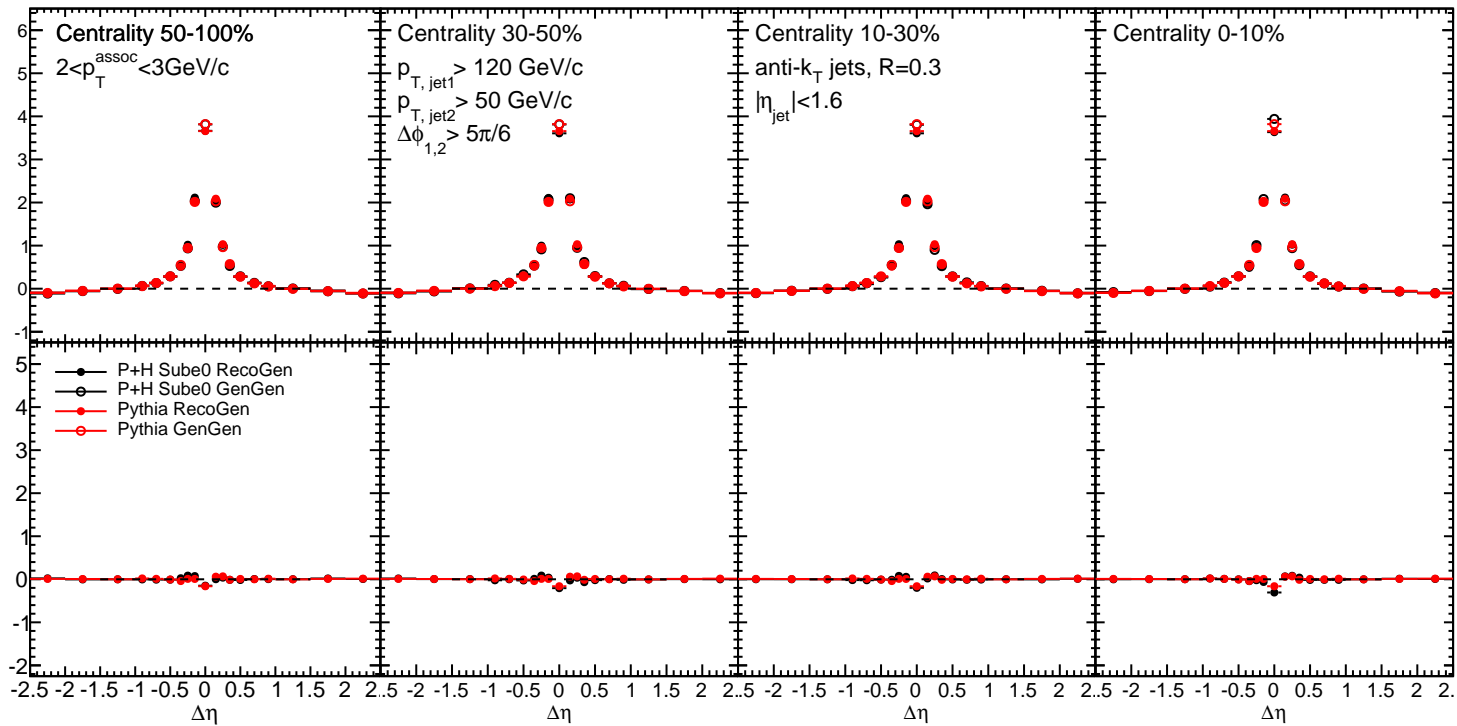 Centrality 50-100%
2<p_T^assoc<3GeV/c
Centrality 30-50%
p_T, jet1> 120 GeV/c
p_T, jet2> 50 GeV/c
Δϕ_1,2> 5π/6
Centrality 10-30%
anti-k_T jets, R=0.3
|η_jet|<1.6
Centrality 0-10%
6
5
4
3
2
1
0
-1
P+H Sube0 RecoGen
P+H Sube0 GenGen
Pythia RecoGen
Pythia GenGen
5
4
3
2
1
0
-1
-2
-2.5 -2 -1.5 -1 -0.5 0 0.5 1 1.5 2 2.5 -2 -1.5 -1 -0.5 0 0.5 1 1.5 2 2.5 -2 -1.5 -1 -0.5 0 0.5 1 1.5 2 2.5 -2 -1.5 -1 -0.5 0 0.5 1 1.5 2 2.
Δη Δη Δη Δη